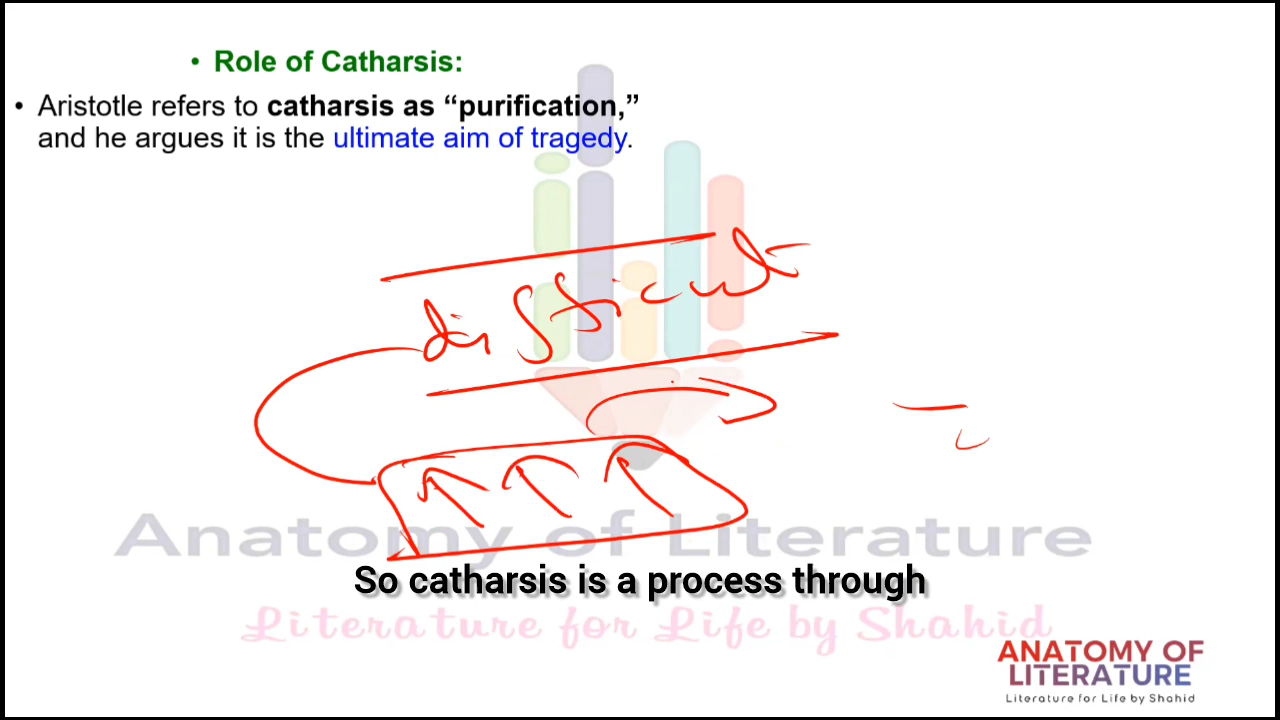 • Role of Catharsis:
• Aristotle refers to catharsis as “purification,”
and he argues it is the ultimate aim of tragedy.
difficult
Anatomy of Literature
So catharsis is a process through
Literature for Life by Shahid
ANATOMY OF
LITERATURE
Literature for Life by Shahid